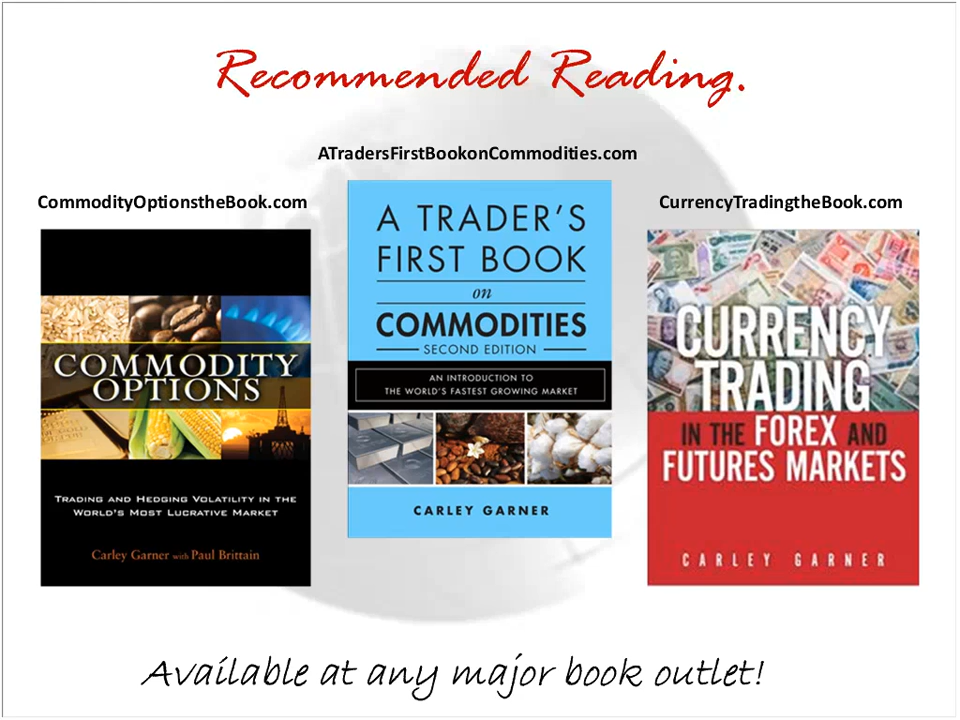 Recommended Reading.
ATradersFirstBookonCommodities.com
CommodityOptionstheBook.com
CurrencyTradingtheBook.com
COMMODITY
OPTIONS
TRADING AND HEDGING VOLATILITY IN THE
WORLD'S MOST LUCRATIVE MARKET
Carley Garner with Paul Brittain
A TRADER'S
FIRST BOOK
on
COMMODITIES
SECOND EDITION
AN INTRODUCTION TO
THE WORLD'S FASTEST GROWING MARKET
CARLEY GARNER
CURRENCY
TRADING
IN THE FOREX AND
FUTURES MARKETS
CARLEY GARNER
Available at any major book outlet!